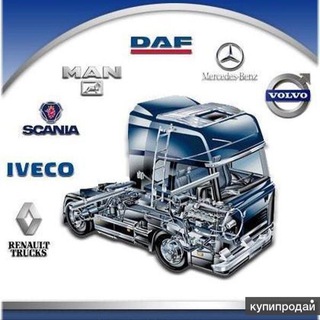 DAF
MAN
Mercedes-Benz
VOLVO
SCANIA
IVECO
RENAULT
TRUCKS
купипродай